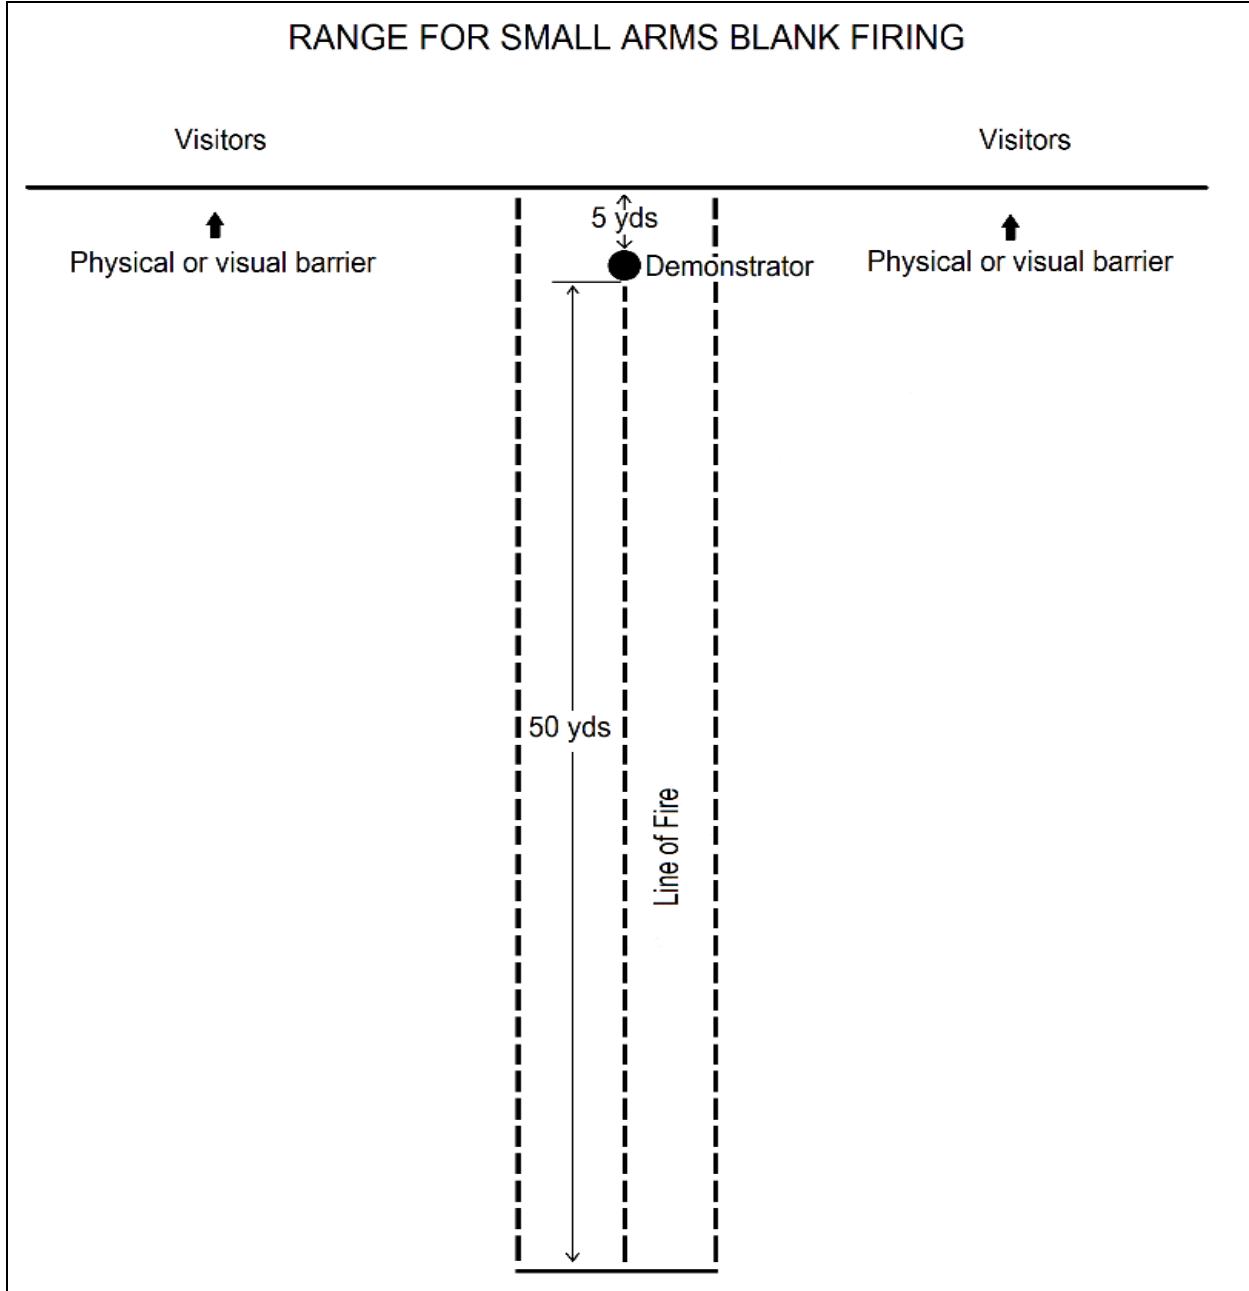 RANGE FOR SMALL ARMS BLANK FIRING
Visitors
Visitors
5 yds
Physical or visual barrier
Demonstrator
Physical or visual barrier
50 yds
Line of Fire